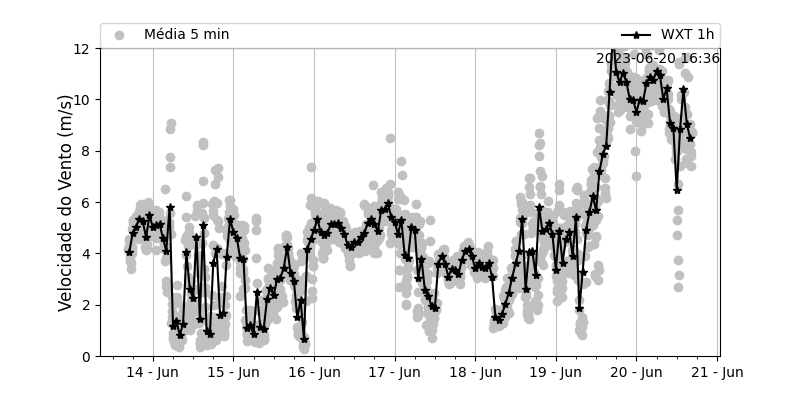 Média 5 min
WXT 1h
2023-06-20 16:36
Velocidade do Vento (m/s)
12
10
8
6
4
2
0
14 - Jun 15 - Jun 16 - Jun 17 - Jun 18 - Jun 19 - Jun 20 - Jun 21 - Jun